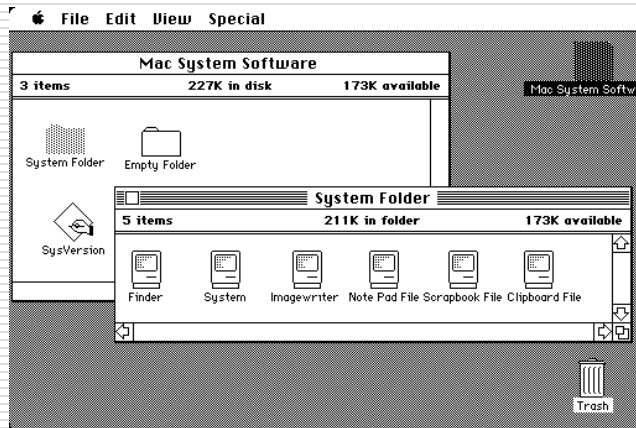 File Edit View Special
Mac System Software
3 items 227K in disk 173K available
Mac System Softw
System Folder Empty Folder
SysVersion
System Folder
5 items 211K in folder 173K available
Finder System Imagewriter Note Pad File Scrapbook File Clipboard File
Trash